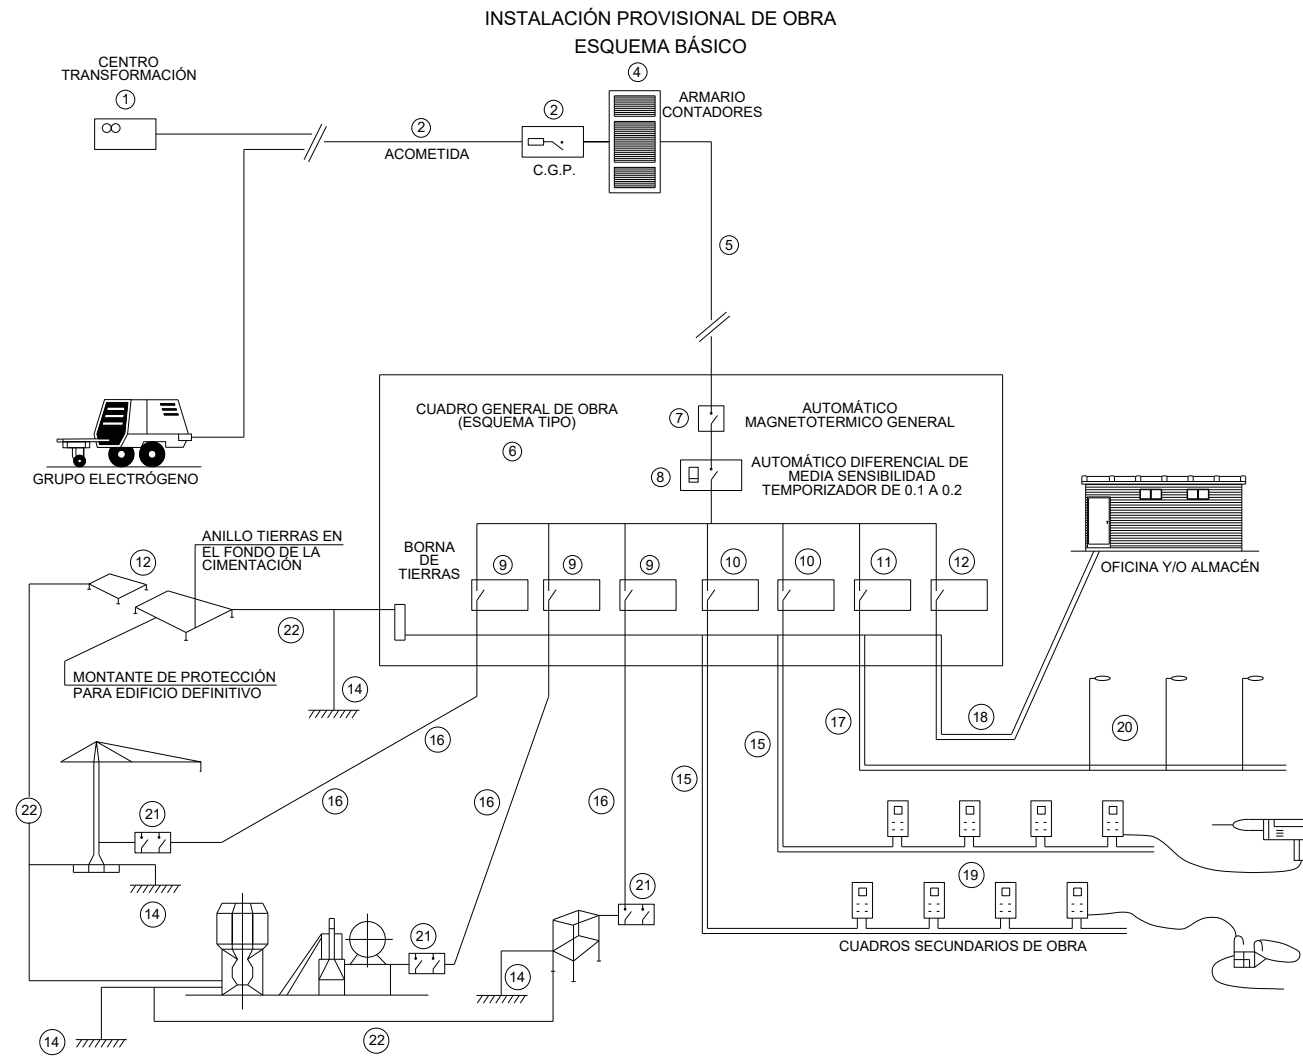 INSTALACIÓN PROVISIONAL DE OBRA
ESQUEMA BÁSICO
CENTRO
TRANSFORMACIÓN
1
2
ACOMETIDA
2
C.G.P.
4
ARMARIO
CONTADORES
5
GRUPO ELECTRÓGENO
CUADRO GENERAL DE OBRA
(ESQUEMA TIPO)
6
7
AUTOMÁTICO
MAGNETOTERMICO GENERAL
8
AUTOMÁTICO DIFERENCIAL DE
MEDIA SENSIBILIDAD
TEMPORIZADOR DE 0.1 A 0.2
OFICINA Y/O ALMACÉN
ANILLO TIERRAS EN
EL FONDO DE LA
CIMENTACIÓN
12
BORNA
DE
TIERRAS
9
9
9
10
10
11
12
22
MONTANTE DE PROTECCIÓN
PARA EDIFICIO DEFINITIVO
14
16
16
16
16
15
15
17
18
20
22
21
14
19
21
21
CUADROS SECUNDARIOS DE OBRA
14
14
22